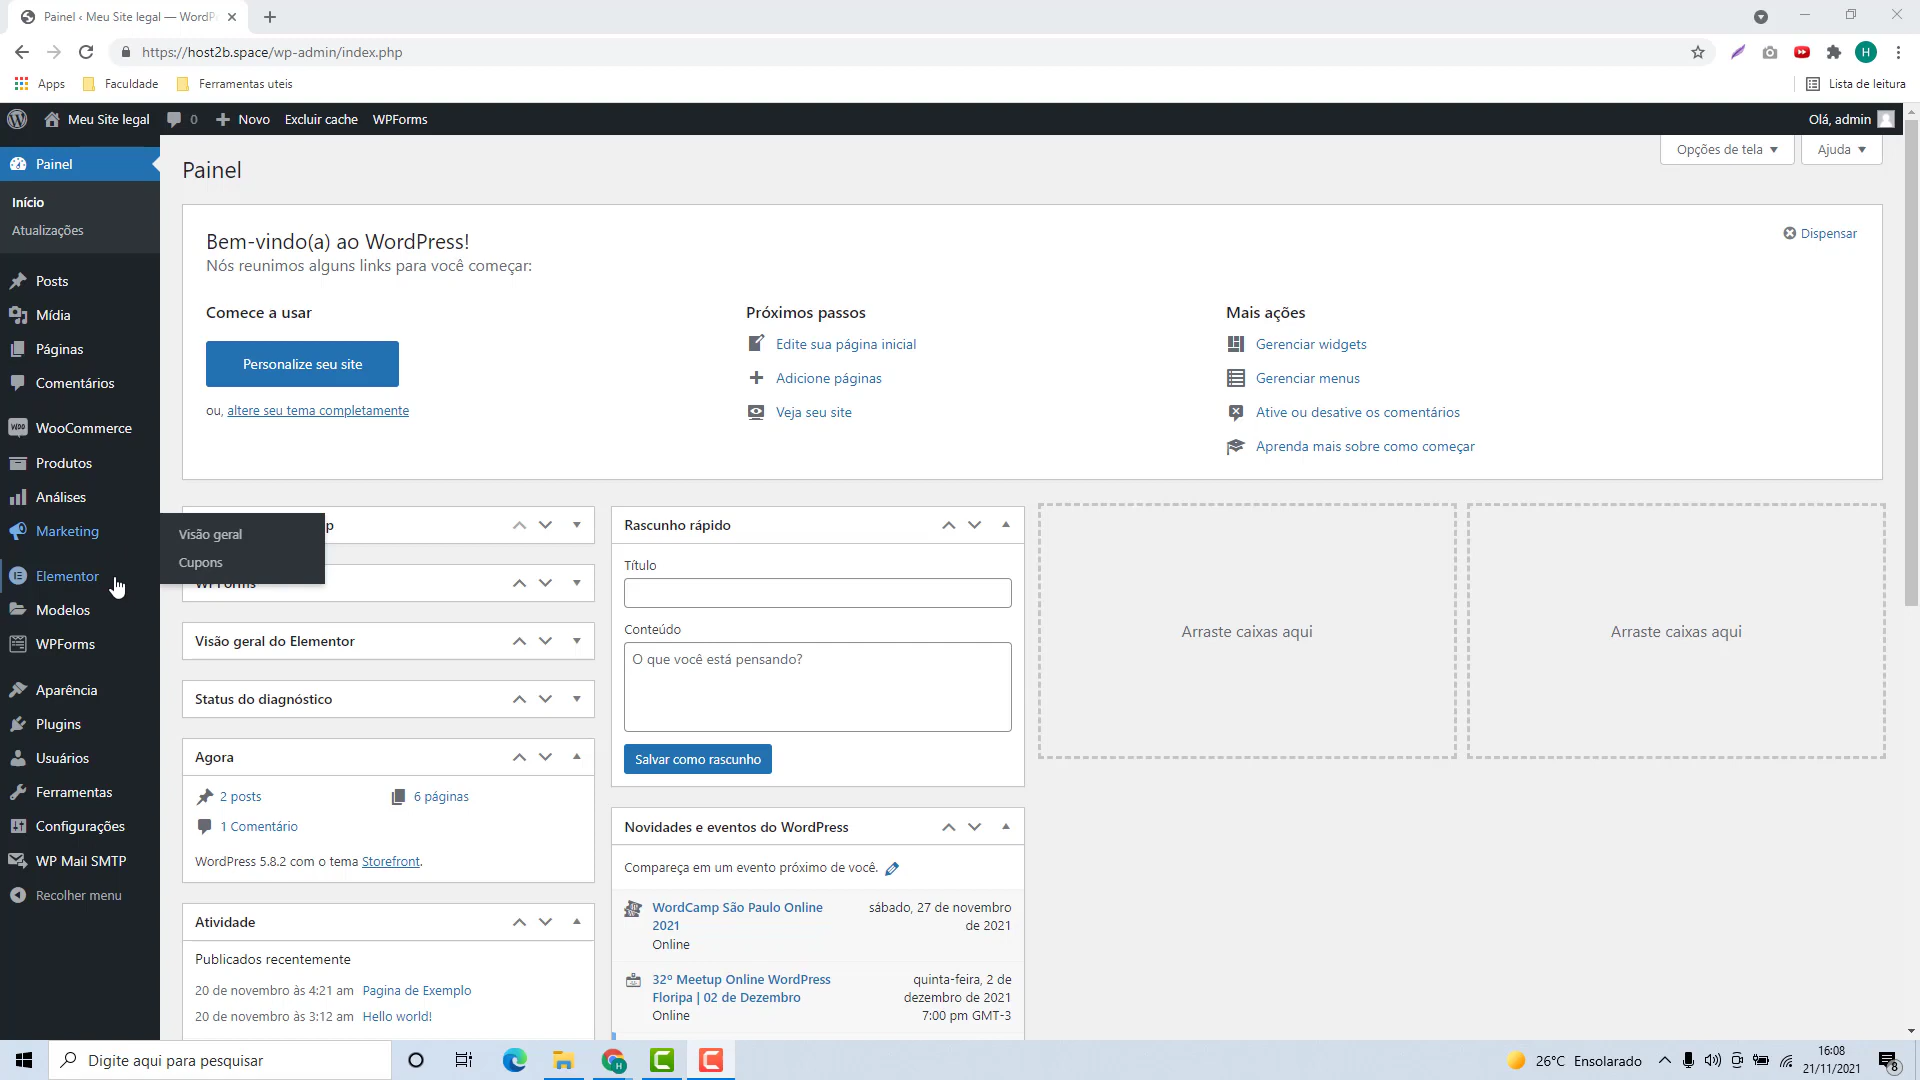 Painel ‹ Meu Site legal — WordP
https://host2b.space/wp-admin/index.php
H
Apps
Faculdade
Ferramentas uteis
Lista de leitura
Meu Site legal
0
Novo
Excluir cache
WPForms
Olá, admin
Painel
Início
Atualizações
Posts
Mídia
Páginas
Comentários
WooCommerce
Produtos
Análises
Marketing
Elementor
Modelos
WPForms
Aparência
Plugins
Usuários
Ferramentas
Configurações
WP Mail SMTP
Recolher menu
Visão geral
Cupons
Painel
Opções de tela
Ajuda
Bem-vindo(a) ao WordPress!
Nós reunimos alguns links para você começar:
Dispensar
Comece a usar
Personalize seu site
ou, altere seu tema completamente
Próximos passos
Edite sua página inicial
Adicione páginas
Veja seu site
Mais ações
Gerenciar widgets
Gerenciar menus
Ative ou desative os comentários
Aprenda mais sobre como começar
p
WPForms
Visão geral do Elementor
Status do diagnóstico
Agora
2 posts
6 páginas
1 Comentário
WordPress 5.8.2 com o tema Storefront.
Atividade
Publicados recentemente
20 de novembro às 4:21 am Pagina de Exemplo
20 de novembro às 3:12 am Hello world!
Rascunho rápido
Título
Conteúdo
O que você está pensando?
Salvar como rascunho
Novidades e eventos do WordPress
Compareça em um evento próximo de você.
WordCamp São Paulo Online
2021
Online
sábado, 27 de novembro
de 2021
32º Meetup Online WordPress
Floripa | 02 de Dezembro
Online
quinta-feira, 2 de
dezembro de 2021
7:00 pm GMT-3
Arraste caixas aqui
Arraste caixas aqui
Digite aqui para pesquisar
26°C Ensolarado
16:08
21/11/2021
8